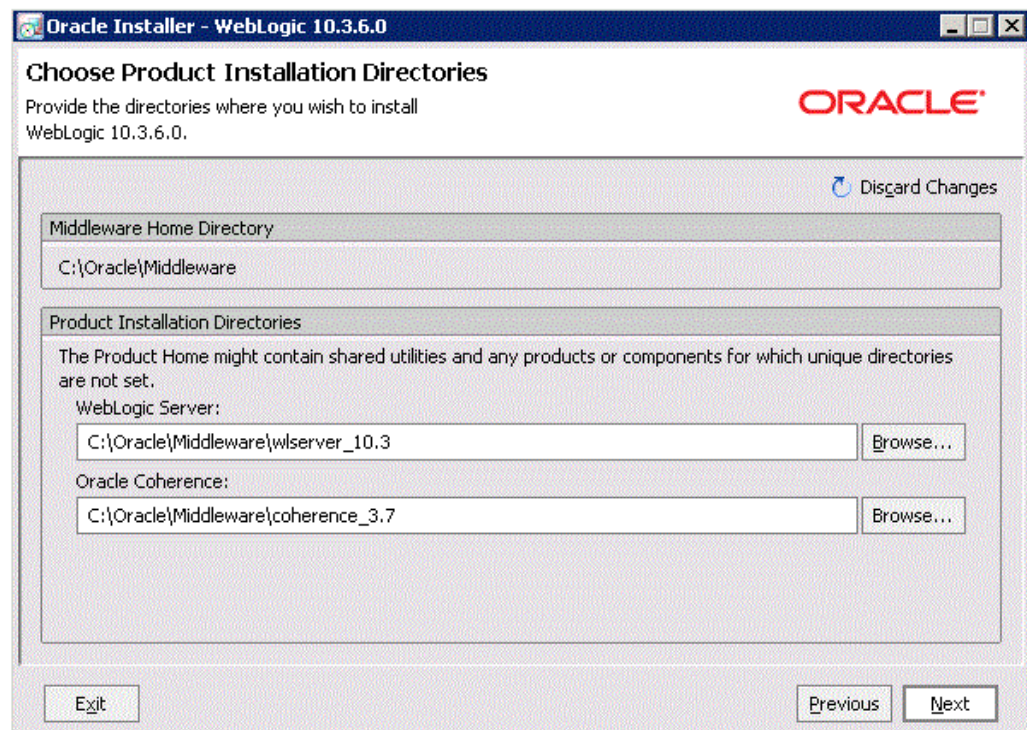 Oracle Installer - WebLogic 10.3.6.0
Choose Product Installation Directories
Provide the directories where you wish to install
WebLogic 10.3.6.0.
ORACLE
Discard Changes
Middleware Home Directory
C:\Oracle\Middleware
Product Installation Directories
The Product Home might contain shared utilities and any products or components for which unique directories
are not set.
WebLogic Server:
C:\Oracle\Middleware\wlserver_10.3
Browse...
Oracle Coherence:
C:\Oracle\Middleware\coherence_3.7
Browse...
Exit
Previous
Next